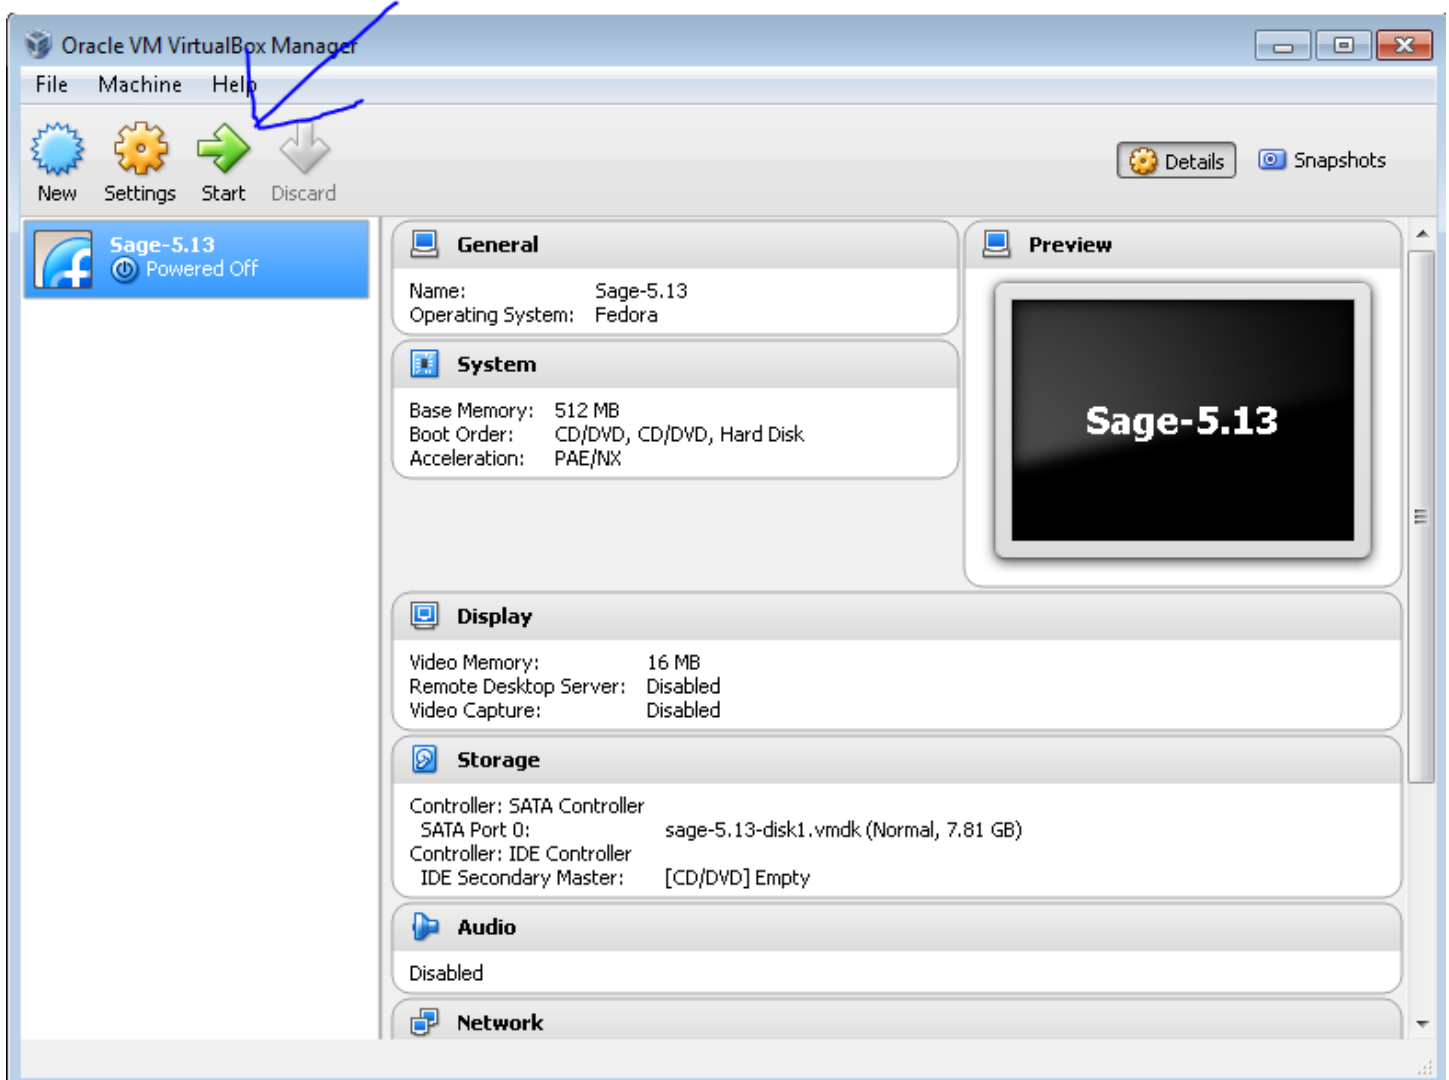 Oracle VM VirtualBox Manager
File Machine Help
New Settings Start Discard
Details Snapshots
Sage-5.13
Powered Off
General
Name: Sage-5.13
Operating System: Fedora
System
Base Memory: 512 MB
Boot Order: CD/DVD, CD/DVD, Hard Disk
Acceleration: PAE/NX
Preview
Sage-5.13
Display
Video Memory: 16 MB
Remote Desktop Server: Disabled
Video Capture: Disabled
Storage
Controller: SATA Controller
SATA Port 0: sage-5.13-disk1.vmdk (Normal, 7.81 GB)
Controller: IDE Controller
IDE Secondary Master: [CD/DVD] Empty
Audio
Disabled
Network